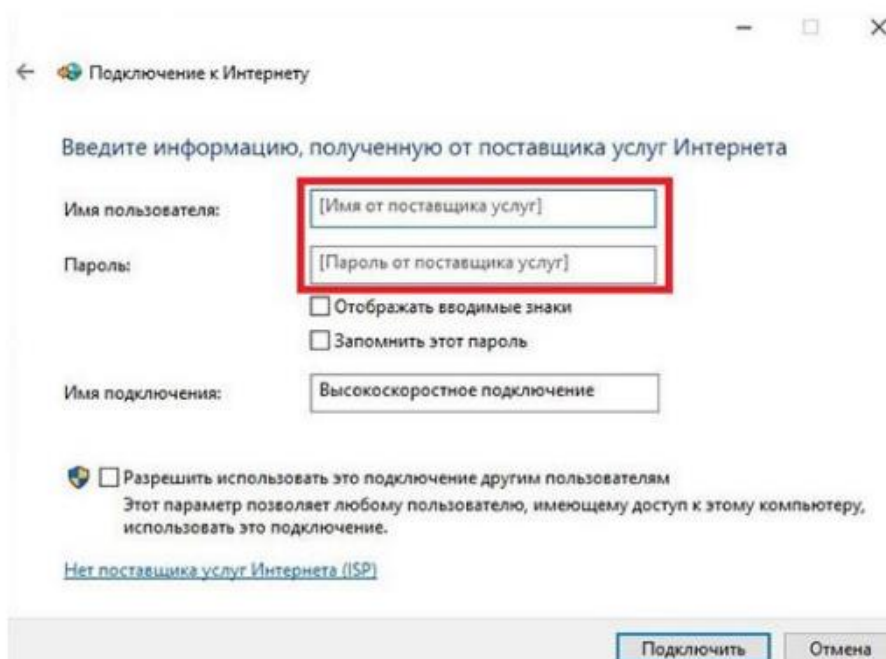 Подключение к Интернету
Введите информацию, полученную от поставщика услуг Интернета
Имя пользователя:
[Имя от поставщика услуг]
Пароль:
[Пароль от поставщика услуг]
Отображать вводимые знаки
Запомнить этот пароль
Имя подключения:
Высокоскоростное подключение
Разрешить использовать это подключение другим пользователям
Этот параметр позволяет любому пользователю, имеющему доступ к этому компьютеру,
использовать это подключение.
Нет поставщика услуг Интернета (ISP)
Подключить
Отмена